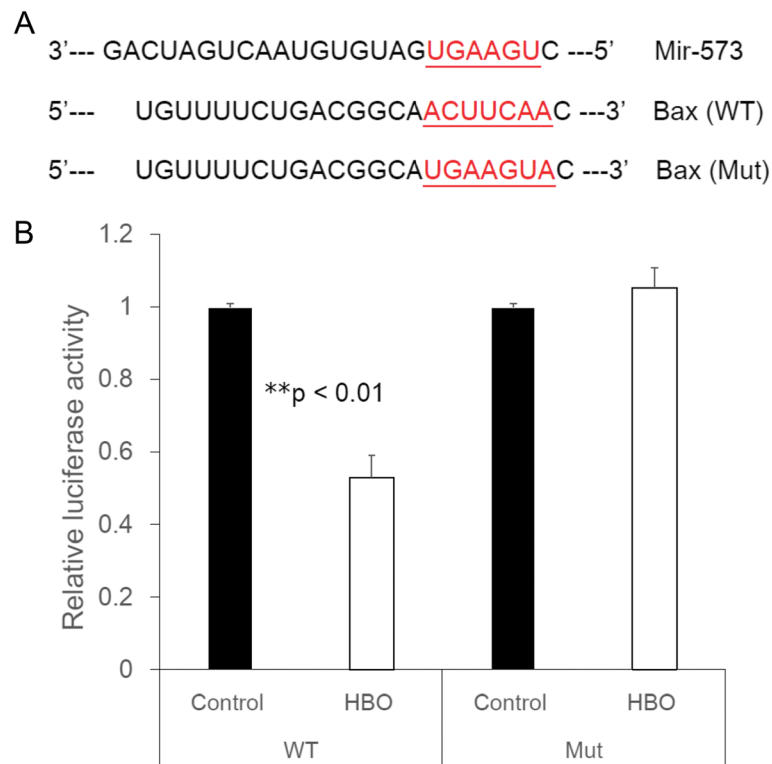 A
3’--- GACUAGUCAAUGUGUAGUGAAGUC ---5’ Mir-573
5’--- UGUUUUCUGACGGCAACUUCAAC ---3’ Bax (WT)
5’--- UGUUUUCUGACGGCAUGAAGUAC ---3’ Bax (Mut)
B
Relative luciferase activity
1.2
1
0.8
0.6
0.4
0.2
0
**p < 0.01
Control HBO Control HBO
WT Mut